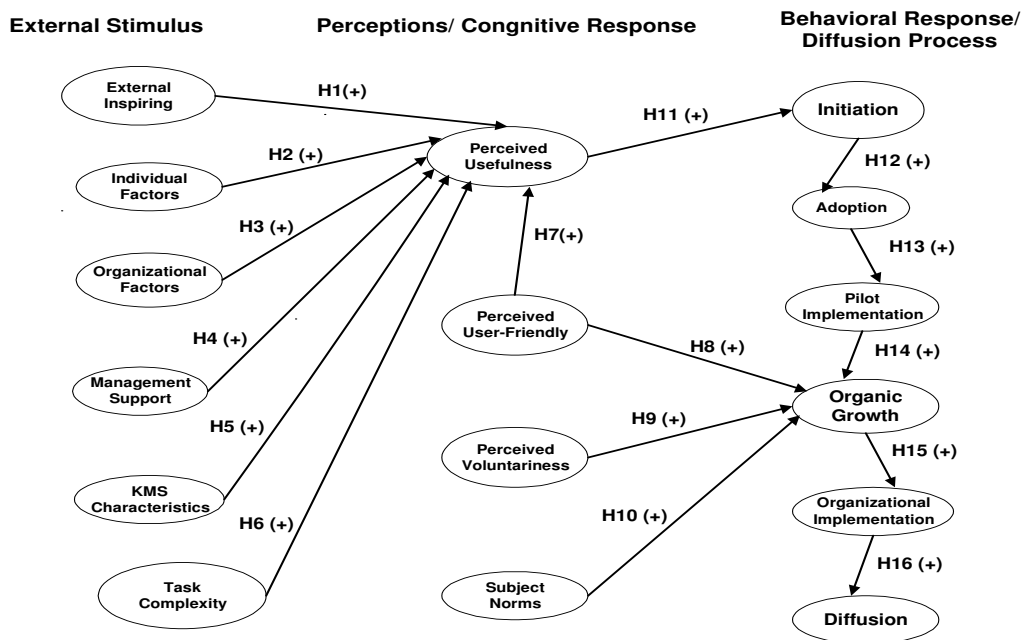 External Stimulus
Perceptions/ Congnitive Response
Behavioral Response/
Diffusion Process
External
Inspiring
H1(+)
Individual
Factors
H2 (+)
Organizational
Factors
H3 (+)
Management
Support
H4 (+)
KMS
Characteristics
H5 (+)
Task
Complexity
H6 (+)
Perceived
Usefulness
H7(+)
Perceived
User-Friendly
H8 (+)
Perceived
Voluntariness
H9 (+)
Subject
Norms
H10 (+)
H11 (+)
Initiation
H12 (+)
Adoption
H13 (+)
Pilot
Implementation
H14 (+)
Organic
Growth
H15 (+)
Organizational
Implementation
H16 (+)
Diffusion